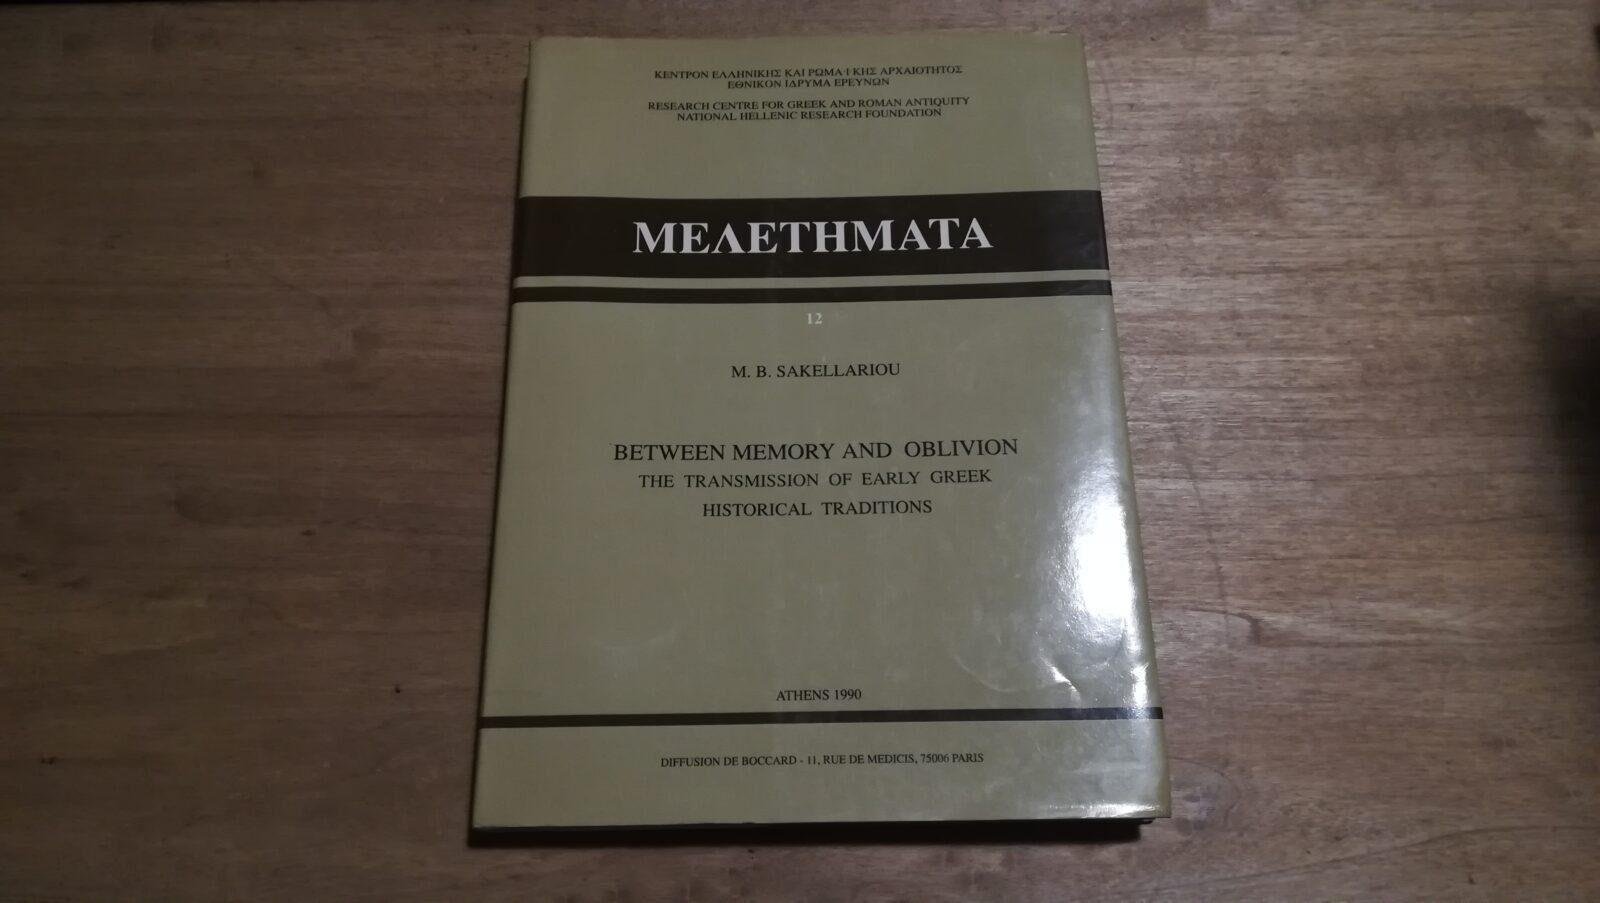 ΚΕΝΤΡΟΝ ΕΛΛΗΝΙΚΗΣ ΚΑΙ ΡΩΜΑ·Ι ΚΗΣ ΑΡΧΑΙΟΤΗΤΟΣ
ΕΘΝΙΚΟΝ ΙΔΡΥΜΑ ΕΡΕΥΝΩΝ
RESEARCH CENTRE FOR GREEK AND ROMAN ANTIQUITY
NATIONAL HELLENIC RESEARCH FOUNDATION
ΜΕΛΕΤΗΜΑΤΑ
12
M. B. SAKELLARIOU
BETWEEN MEMORY AND OBLIVION
THE TRANSMISSION OF EARLY GREEK
HISTORICAL TRADITIONS
ATHENS 1990
DIFFUSION DE BOCCARD - 11, RUE DE MEDICIS, 75006 PARIS